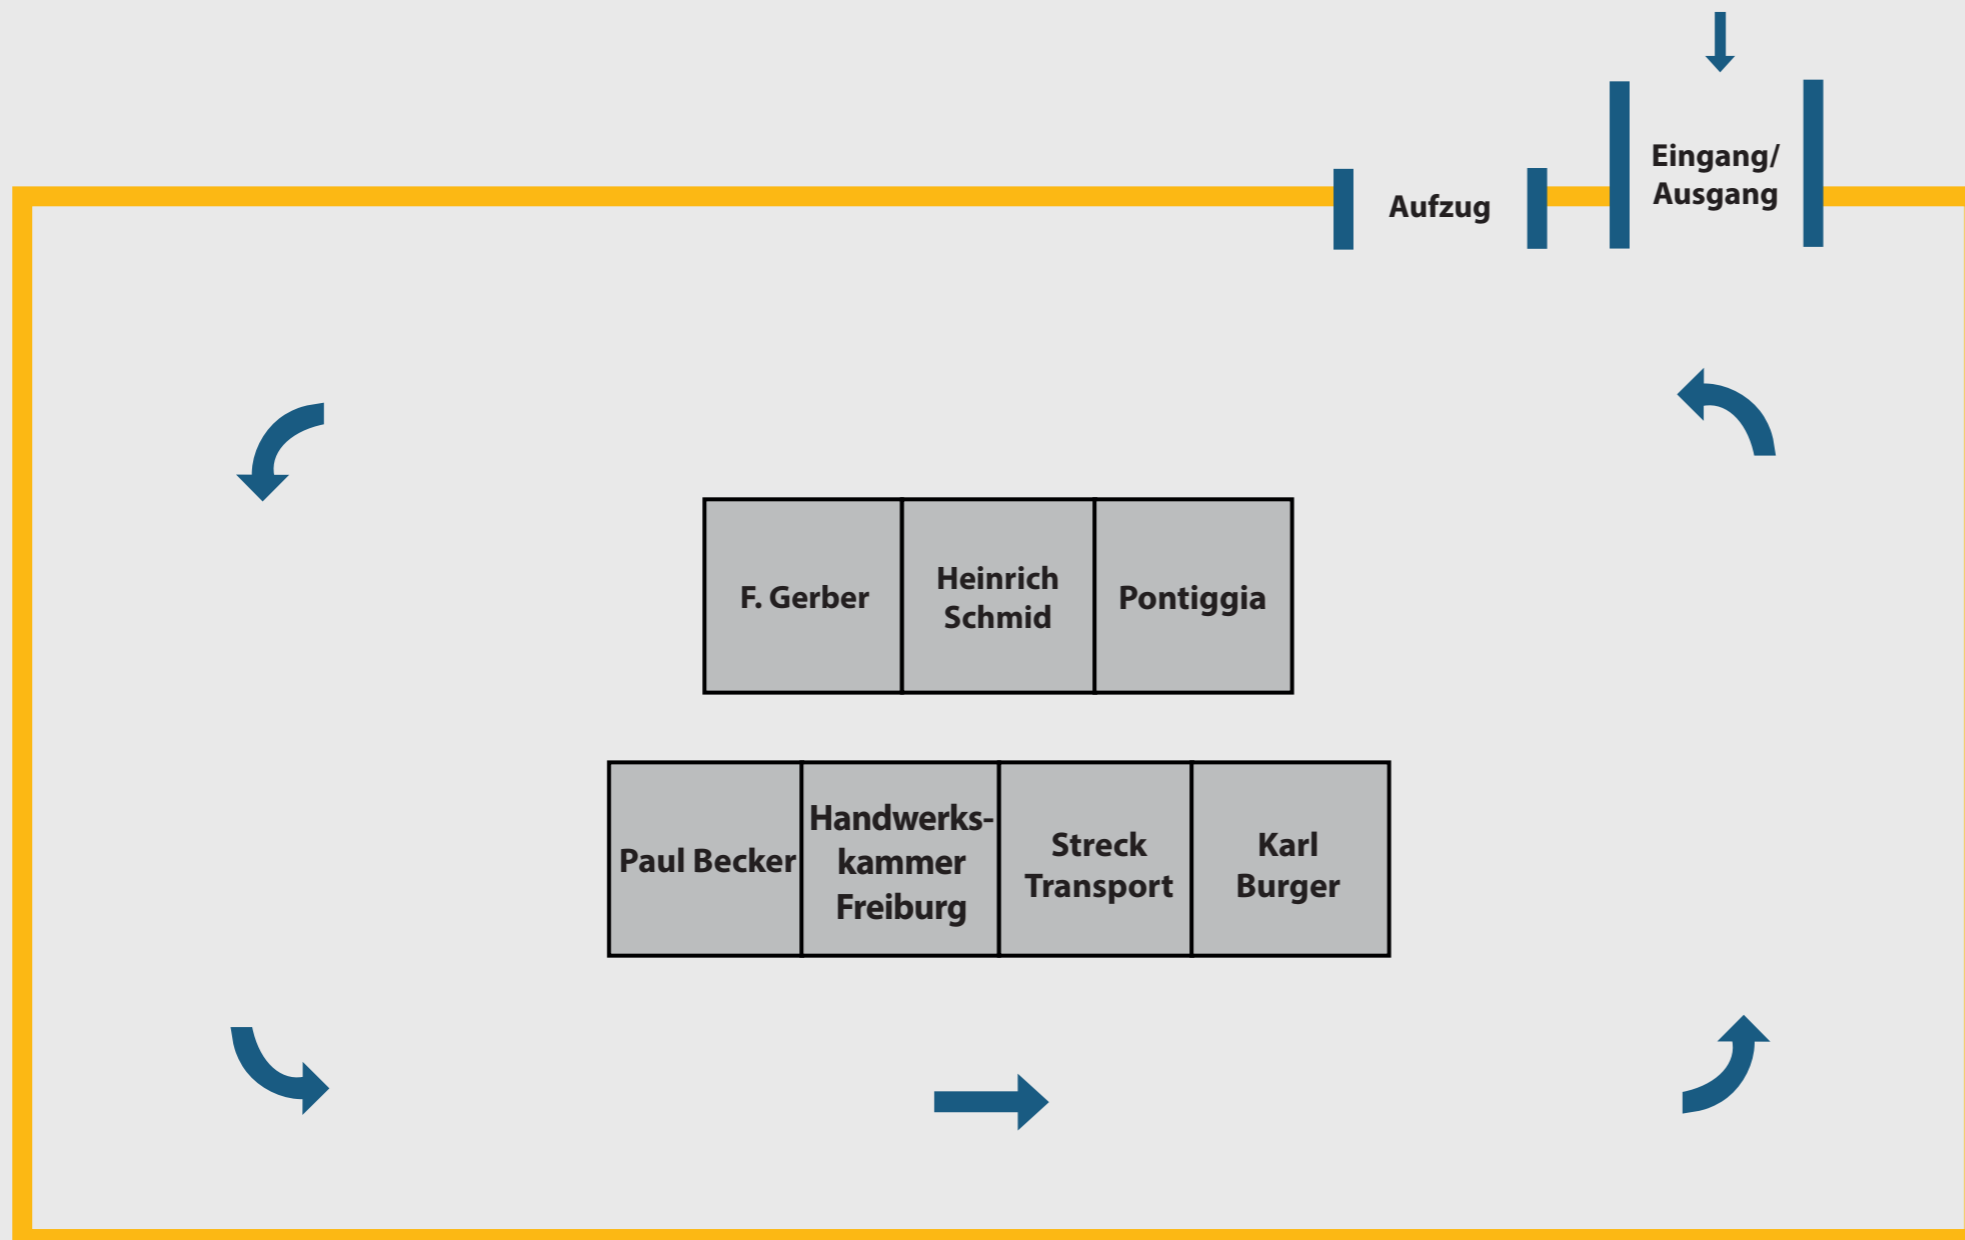 Eingang/
Ausgang
Aufzug
F. Gerber
Heinrich
Schmid
Pontiggia
Paul Becker
Handwerks-
kammer
Freiburg
Streck
Transport
Karl
Burger